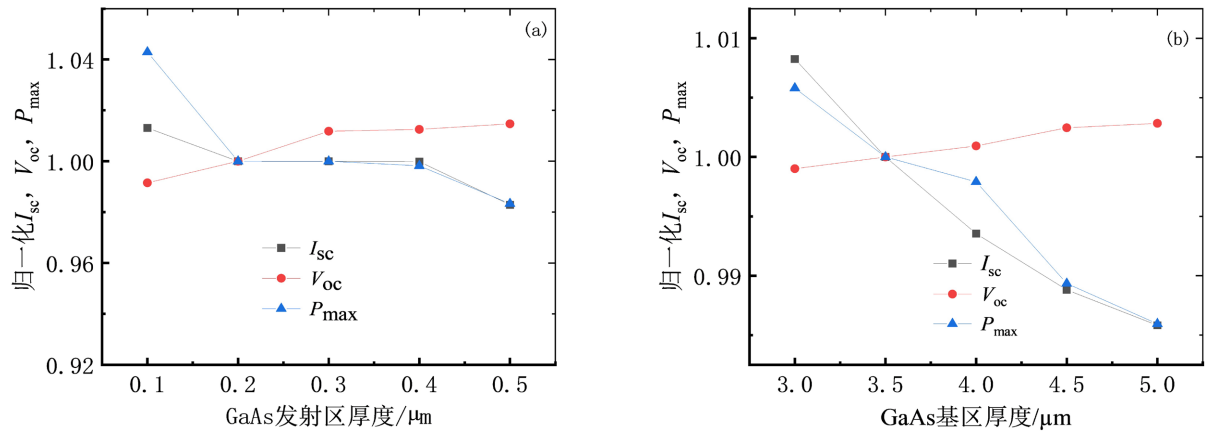 (a)
归一化Isc, Voc, Pmax
1.04
1.00
0.96
0.92
Isc
Voc
Pmax
0.1 0.2 0.3 0.4 0.5
GaAs发射区厚度/μm
(b)
归一化Isc, Voc, Pmax
1.01
1.00
0.99
Isc
Voc
Pmax
3.0 3.5 4.0 4.5 5.0
GaAs基区厚度/μm